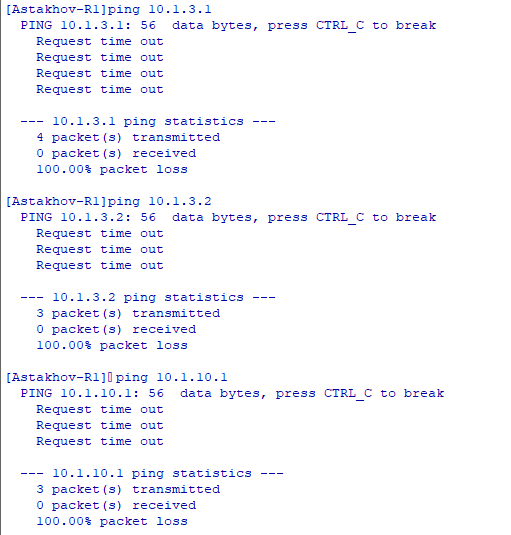 [Astakhov-R1]ping 10.1.3.1
  PING 10.1.3.1: 56  data bytes, press CTRL_C to break
    Request time out
    Request time out
    Request time out
    Request time out

  --- 10.1.3.1 ping statistics ---
    4 packet(s) transmitted
    0 packet(s) received
    100.00% packet loss

[Astakhov-R1]ping 10.1.3.2
  PING 10.1.3.2: 56  data bytes, press CTRL_C to break
    Request time out
    Request time out
    Request time out

  --- 10.1.3.2 ping statistics ---
    3 packet(s) transmitted
    0 packet(s) received
    100.00% packet loss

[Astakhov-R1]▯ping 10.1.10.1
  PING 10.1.10.1: 56  data bytes, press CTRL_C to break
    Request time out
    Request time out
    Request time out

  --- 10.1.10.1 ping statistics ---
    3 packet(s) transmitted
    0 packet(s) received
    100.00% packet loss